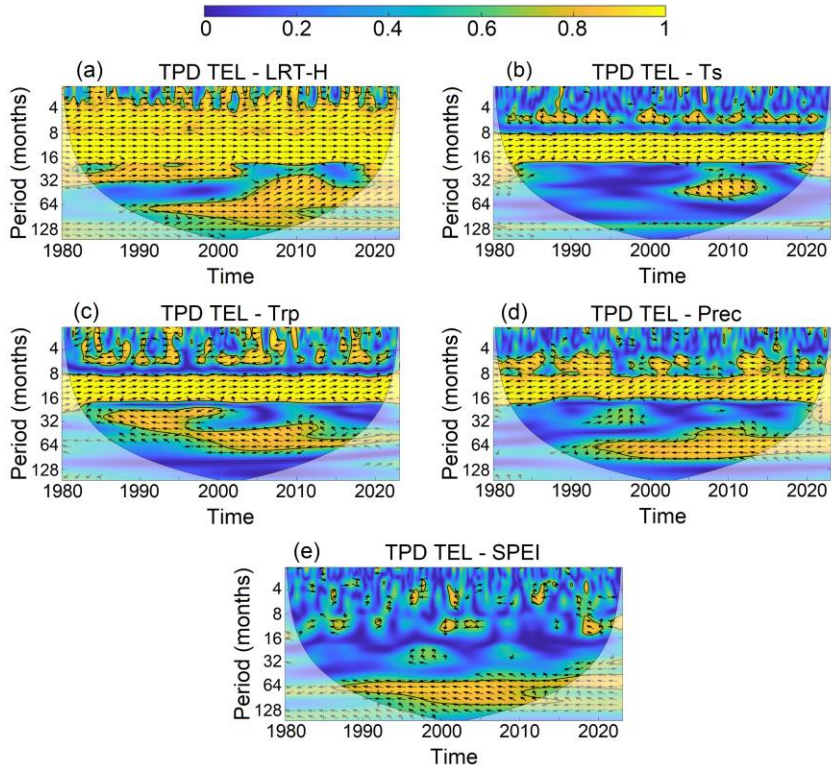 0 0.2 0.4 0.6 0.8 1
(a) (b)
TPD TEL - LRT-H TPD TEL - Ts
Period (months) 4 8 16 32 64 128
Period (months) 4 8 16 32 64 128
1980 1990 2000 2010 2020
1980 1990 2000 2010 2020
Time Time
(c) TPD TEL - Trp (d) TPD TEL - Prec
Period (months) 4 8 16 32 64 128
Period (months) 4 8 16 32 64 128
1980 1990 2000 2010 2020
1980 1990 2000 2010 2020
Time Time
(e) TPD TEL - SPEI
Period (months) 4 8 16 32 64 128
1980 1990 2000 2010 2020
Time